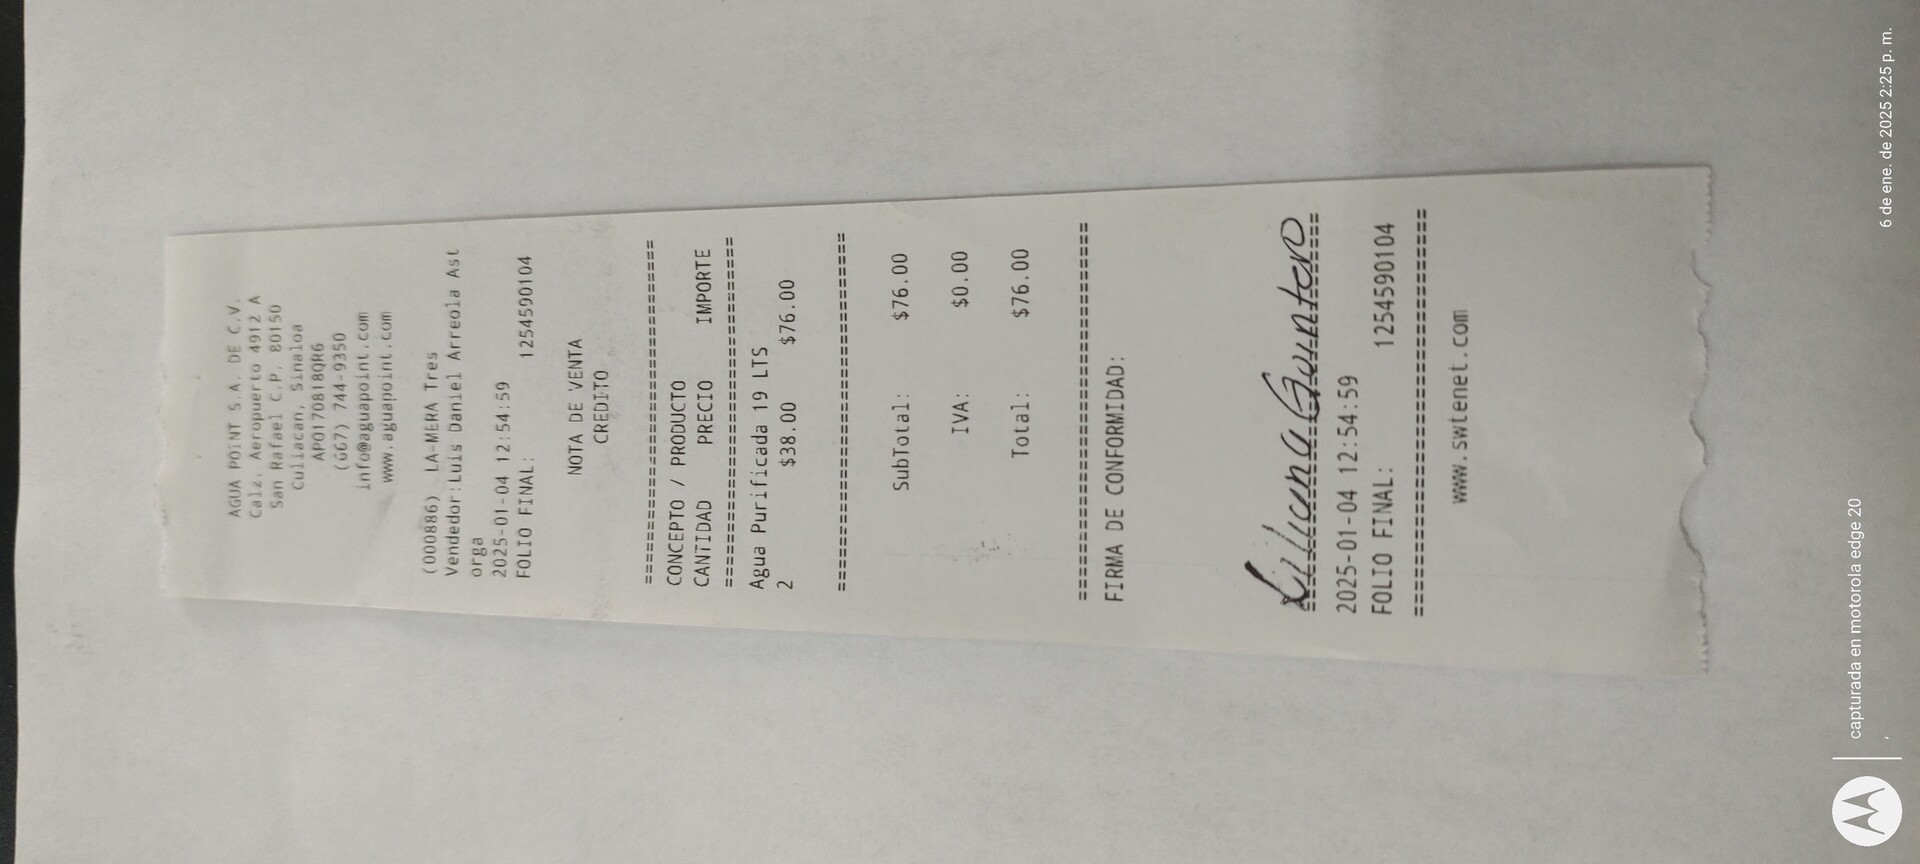 AGUA POINT S.A. DE C.V.
Calz. Aeropuerto 4912 A
San Rafael C.P. 80150
Culiacan, Sinaloa
APO170818QR6
(667) 744-9350
info@aguapoint.com
www.aguapoint.com
(000886) LA-MERA Tres
Vendedor:Luis Daniel Arreola Ast
orga
2025-01-04 12:54:59
FOLIO FINAL: 1254590104
NOTA DE VENTA
CREDITO
================================
CONCEPTO / PRODUCTO
CANTIDAD PRECIO IMPORTE
================================
Agua Purificada 19 LTS
2 $38.00 $76.00
================================
SubTotal: $76.00
IVA: $0.00
Total: $76.00
================================
FIRMA DE CONFORMIDAD:
Liliana Quintero
================================
2025-01-04 12:54:59
FOLIO FINAL: 1254590104
================================
www.swtenet.com
capturada en motorola edge 20
6 de ene. de 2025 2:25 p. m.